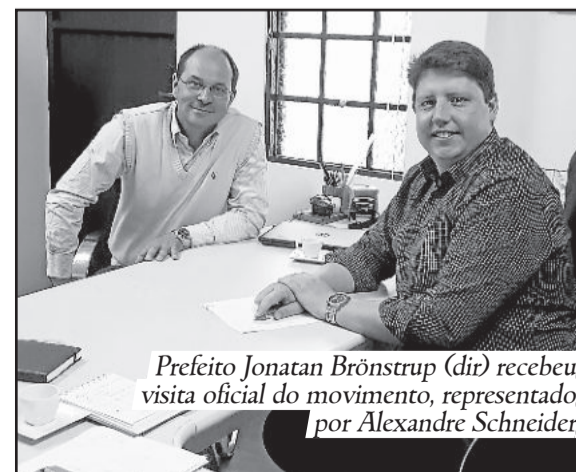 Prefeito Jonatan Brönstrup (dir) recebeu,
visita oficial do movimento, representado,
por Alexandre Schneider.